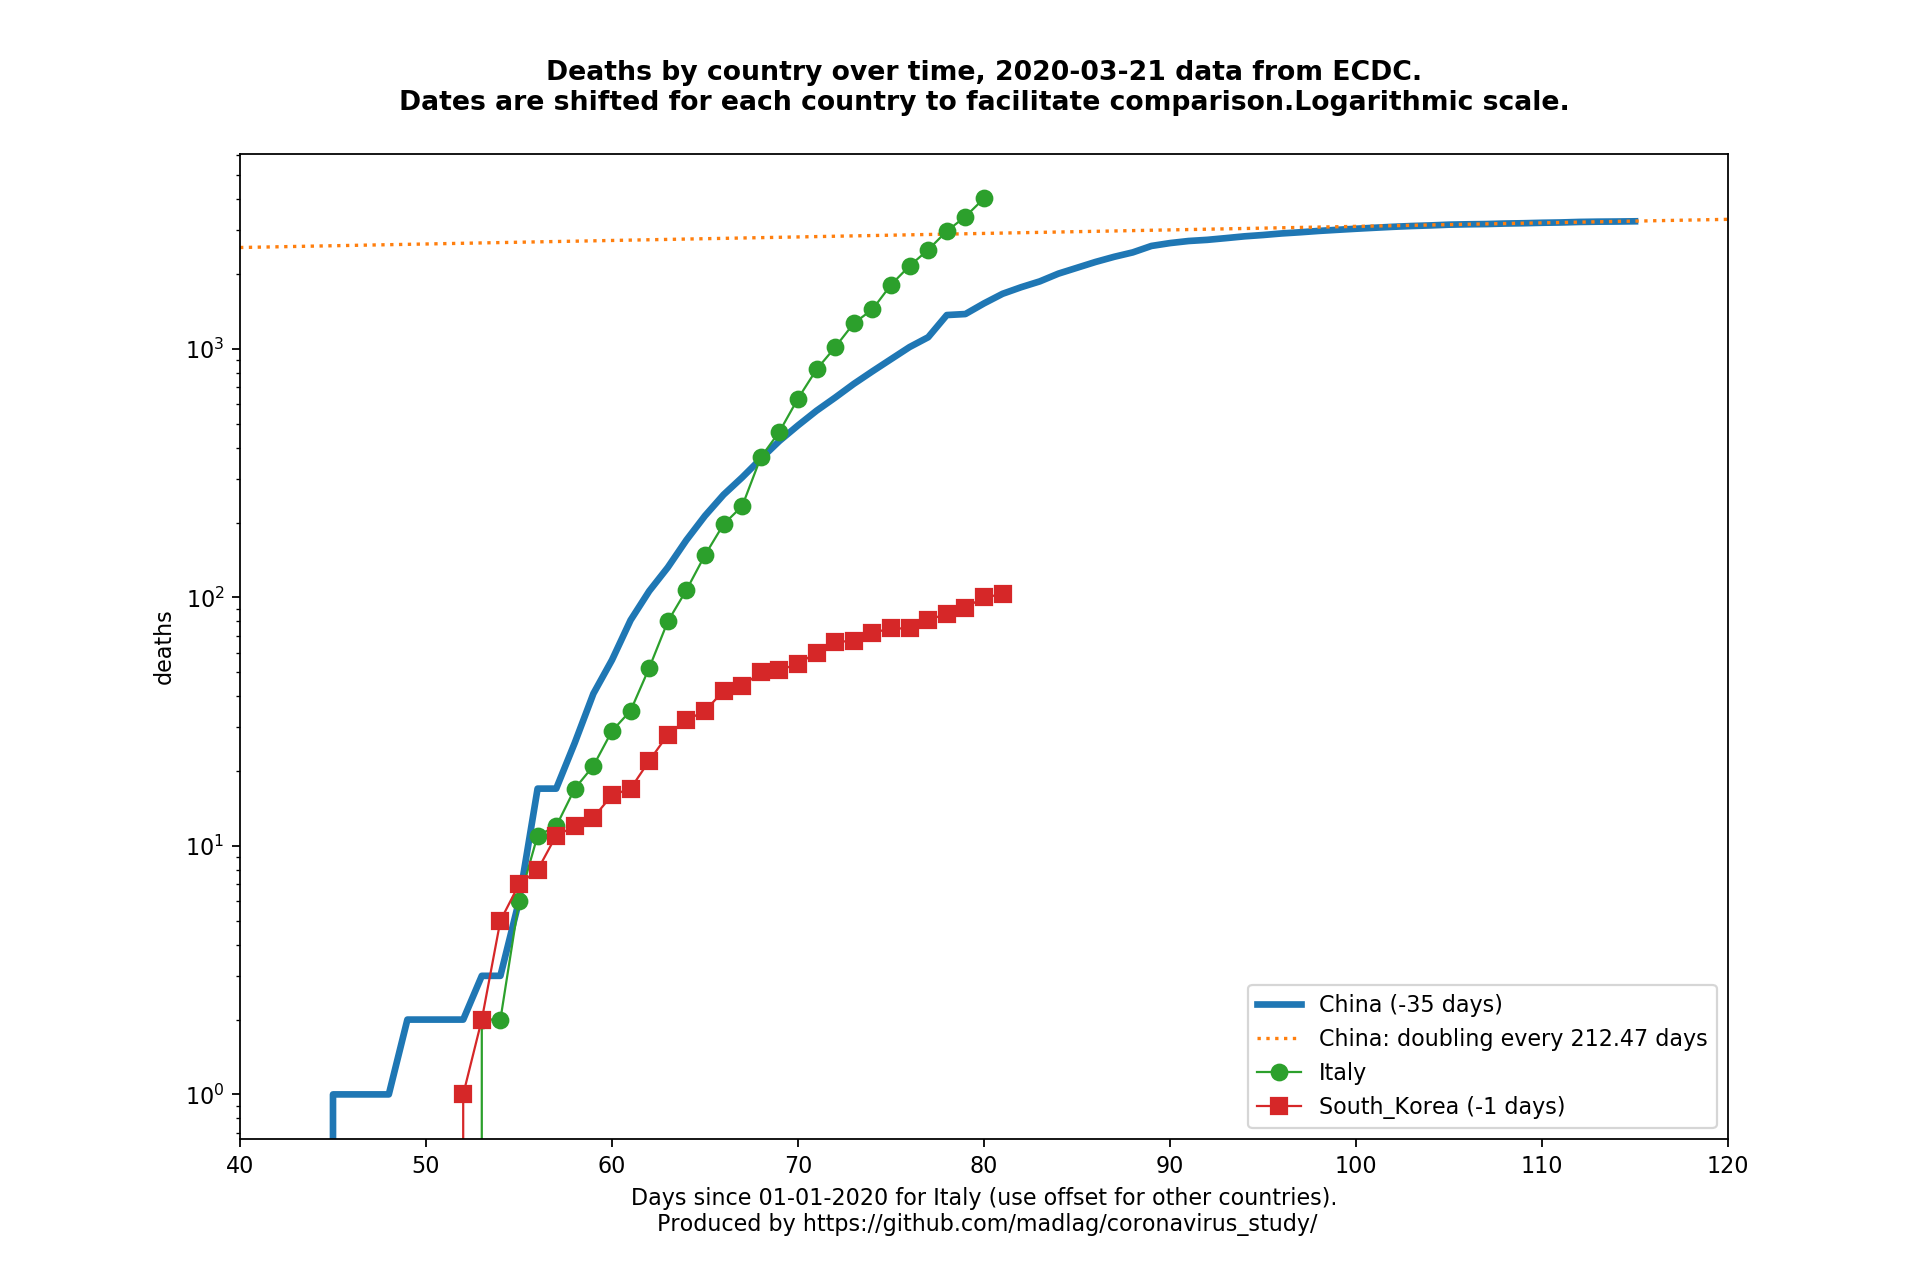 Deaths by country over time, 2020-03-21 data from ECDC.
Dates are shifted for each country to facilitate comparison.Logarithmic scale.
deaths
10³
10²
10¹
10⁰
40 50 60 70 80 90 100 110 120
China (-35 days)
China: doubling every 212.47 days
Italy
South_Korea (-1 days)
Days since 01-01-2020 for Italy (use offset for other countries).
Produced by https://github.com/madlag/coronavirus_study/